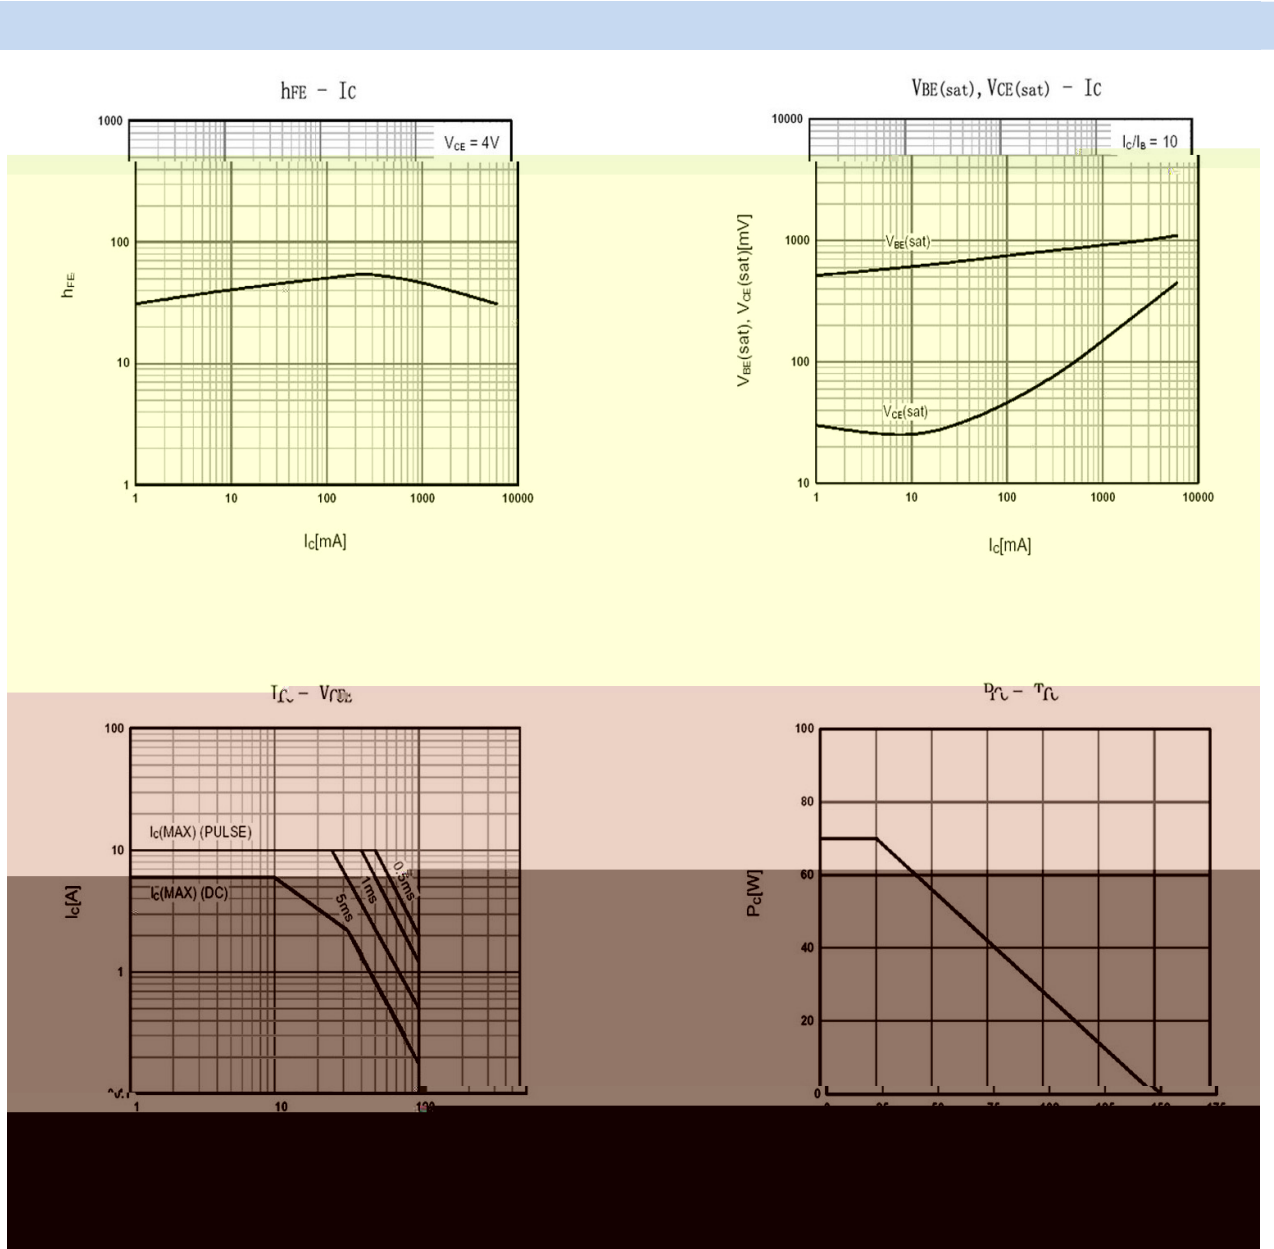 hFE - IC
VBE(sat), VCE(sat) - IC
1000
VCE = 4V
100
hFE
10
1
1 10 100 1000 10000
IC[mA]
10000
IC/IB = 10
1000
VBE(sat)
VBE(sat), VCE(sat)[mV]
100
VCE(sat)
10
1 10 100 1000 10000
IC[mA]
100
IC(MAX) (PULSE)
10
IC(MAX) (DC)
0.5ms
1ms
5ms
IC[A]
1
1 10
100
80
60
PC[W]
40
20
0